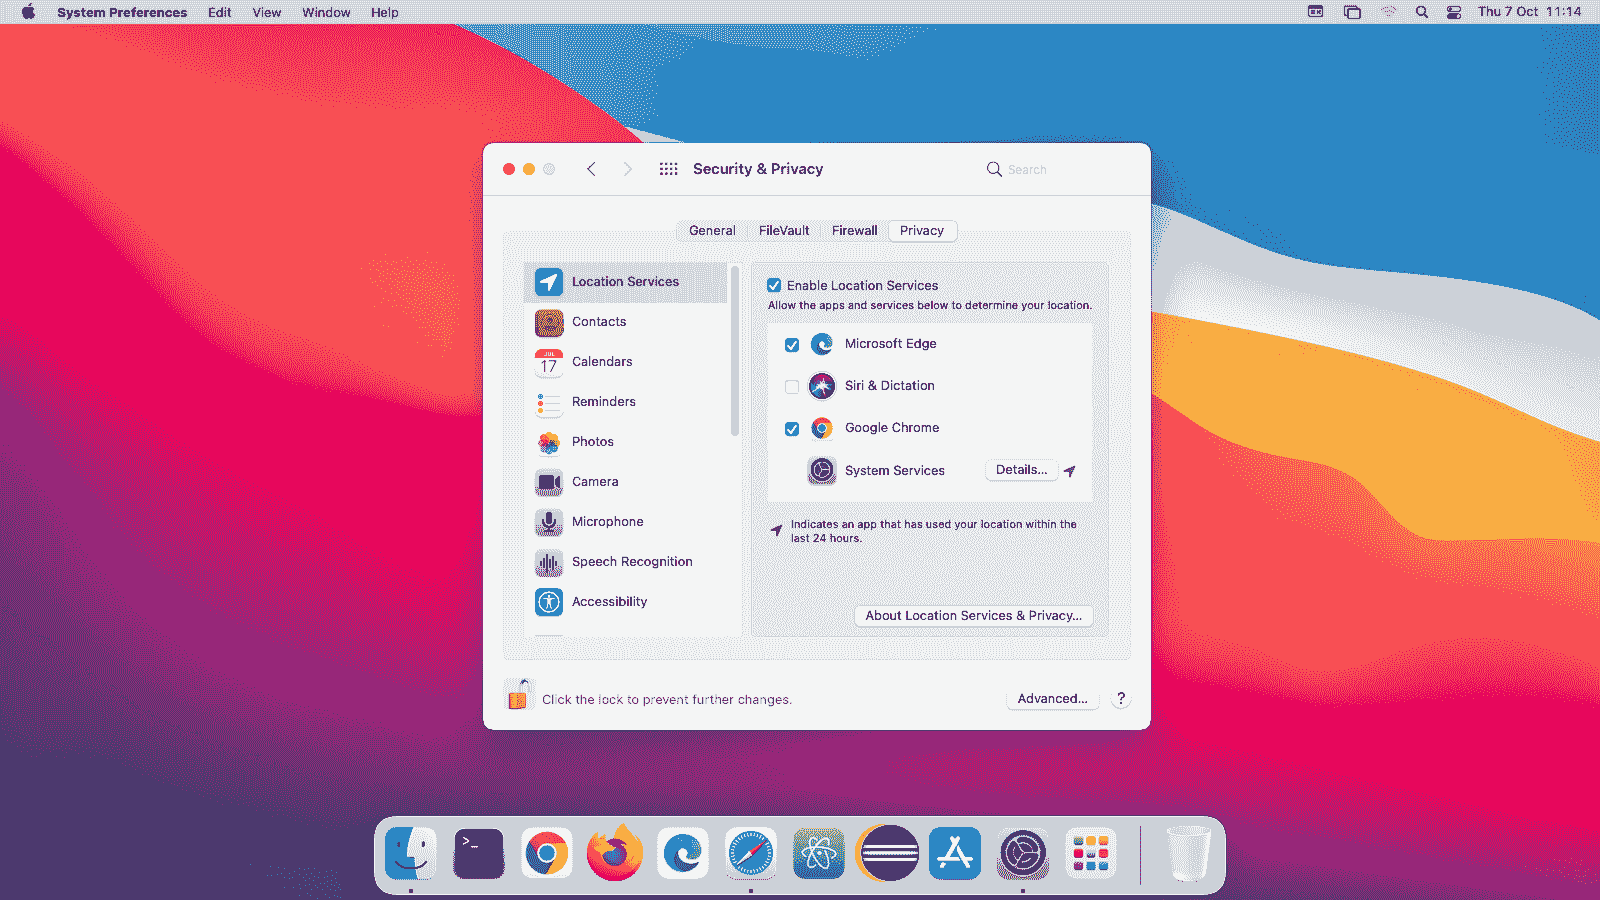 System Preferences Edit View Window Help Thu 7 Oct 11:14
Security & Privacy Search
General FileVault Firewall Privacy
Location Services
Contacts
JUL
17
Calendars
Reminders
Photos
Camera
Microphone
Speech Recognition
Accessibility
Enable Location Services
Allow the apps and services below to determine your location.
Microsoft Edge
Siri & Dictation
Google Chrome
System Services Details...
Indicates an app that has used your location within the
last 24 hours.
About Location Services & Privacy...
Click the lock to prevent further changes. Advanced... ?
>_